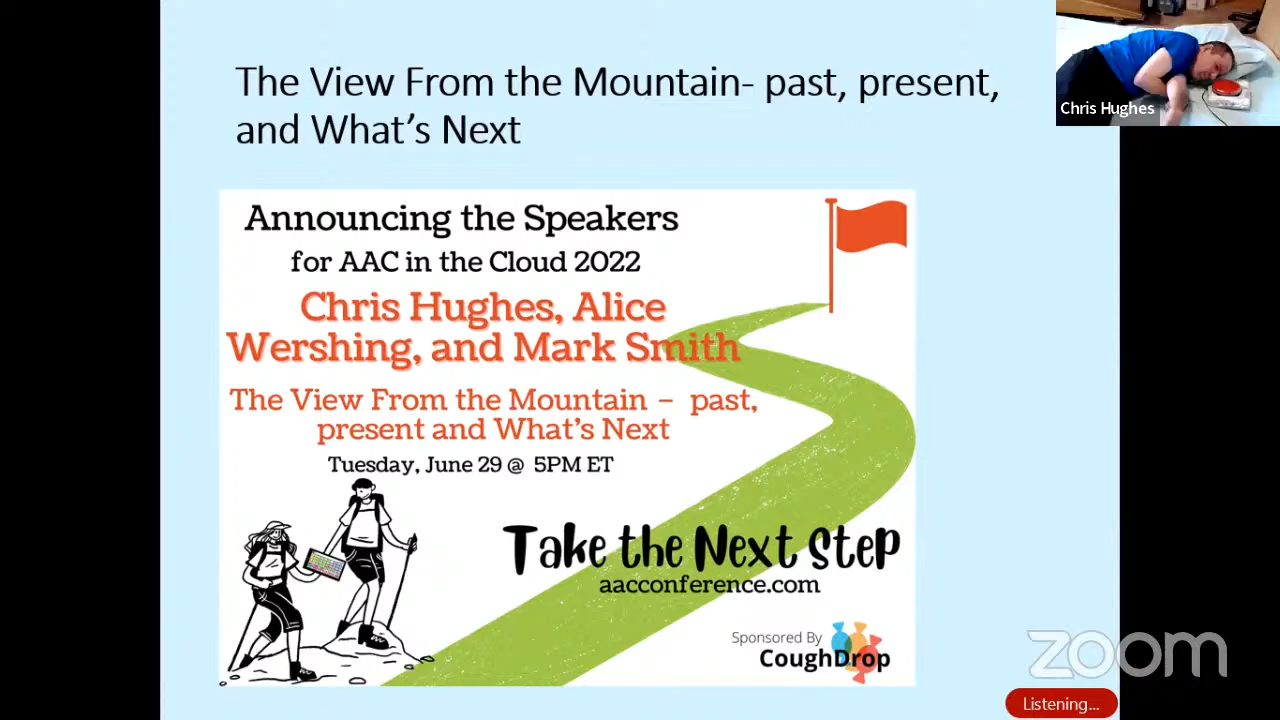 The View From the Mountain- past, present,
and What's Next
Chris Hughes
Announcing the Speakers
for AAC in the Cloud 2022
Chris Hughes, Alice
Wershing, and Mark Smith
The View From the Mountain – past,
present and What's Next
Tuesday, June 29 @ 5PM ET
Take the Next Step
aacconference.com
Sponsored By
CoughDrop
zoom
Listening...